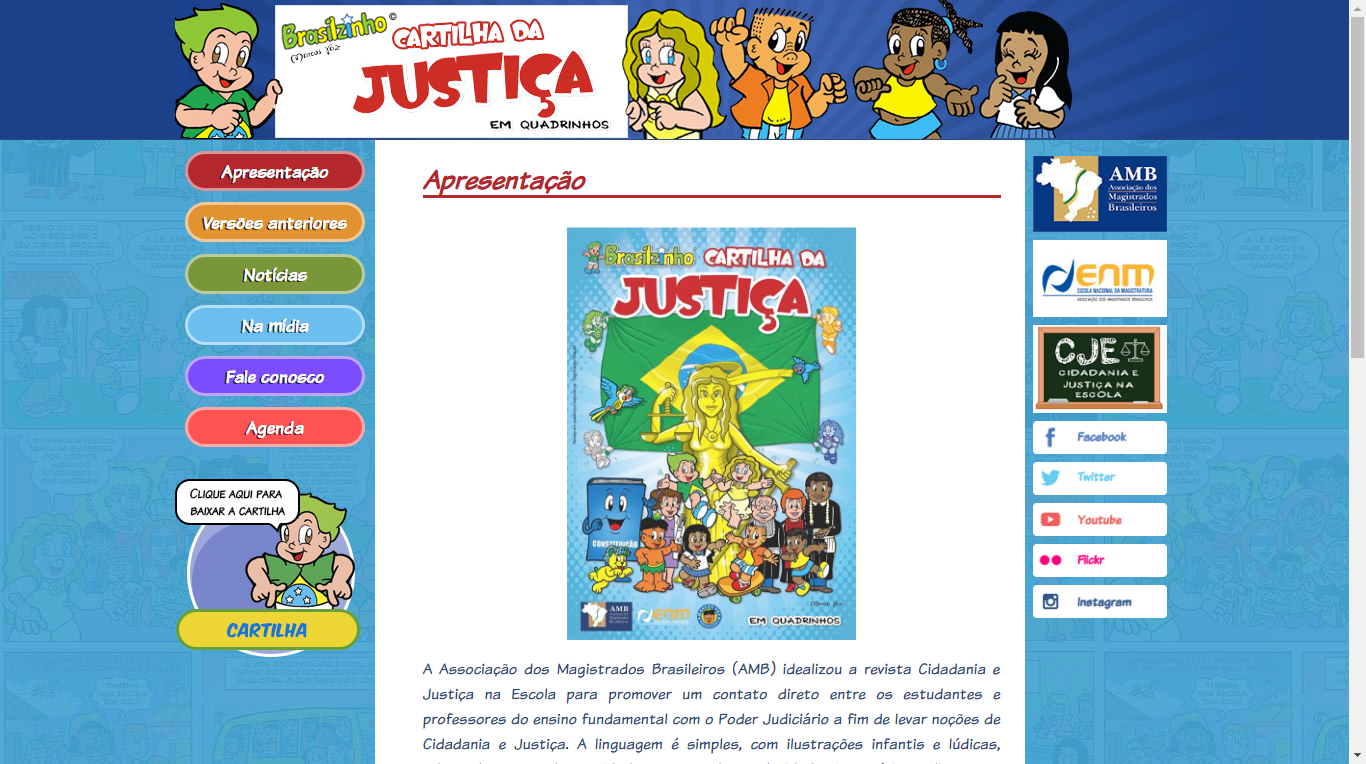 Brasilzinho©
Marcos Vaz
CARTILHA DA
JUSTIÇA
EM QUADRINHOS
Apresentação
Versões anteriores
Notícias
Na mídia
Fale conosco
Agenda
CLIQUE AQUI PARA
BAIXAR A CARTILHA
CARTILHA
Apresentação
Brasilzinho CARTILHA DA
JUSTIÇA
CONSTITUIÇÃO
AMB
ENM
Marcos Vaz
EM QUADRINHOS
A Associação dos Magistrados Brasileiros (AMB) idealizou a revista Cidadania e
Justiça na Escola para promover um contato direto entre os estudantes e
professores do ensino fundamental com o Poder Judiciário a fim de levar noções de
Cidadania e Justiça. A linguagem é simples, com ilustrações infantis e lúdicas,
AMB
Associação dos
Magistrados
Brasileiros
ENM
ESCOLA NACIONAL DA MAGISTRATURA
ASSOCIAÇÃO DOS MAGISTRADOS BRASILEIROS
CJE
CIDADANIA E
JUSTIÇA NA
ESCOLA
Facebook
Twitter
Youtube
Flickr
Instagram